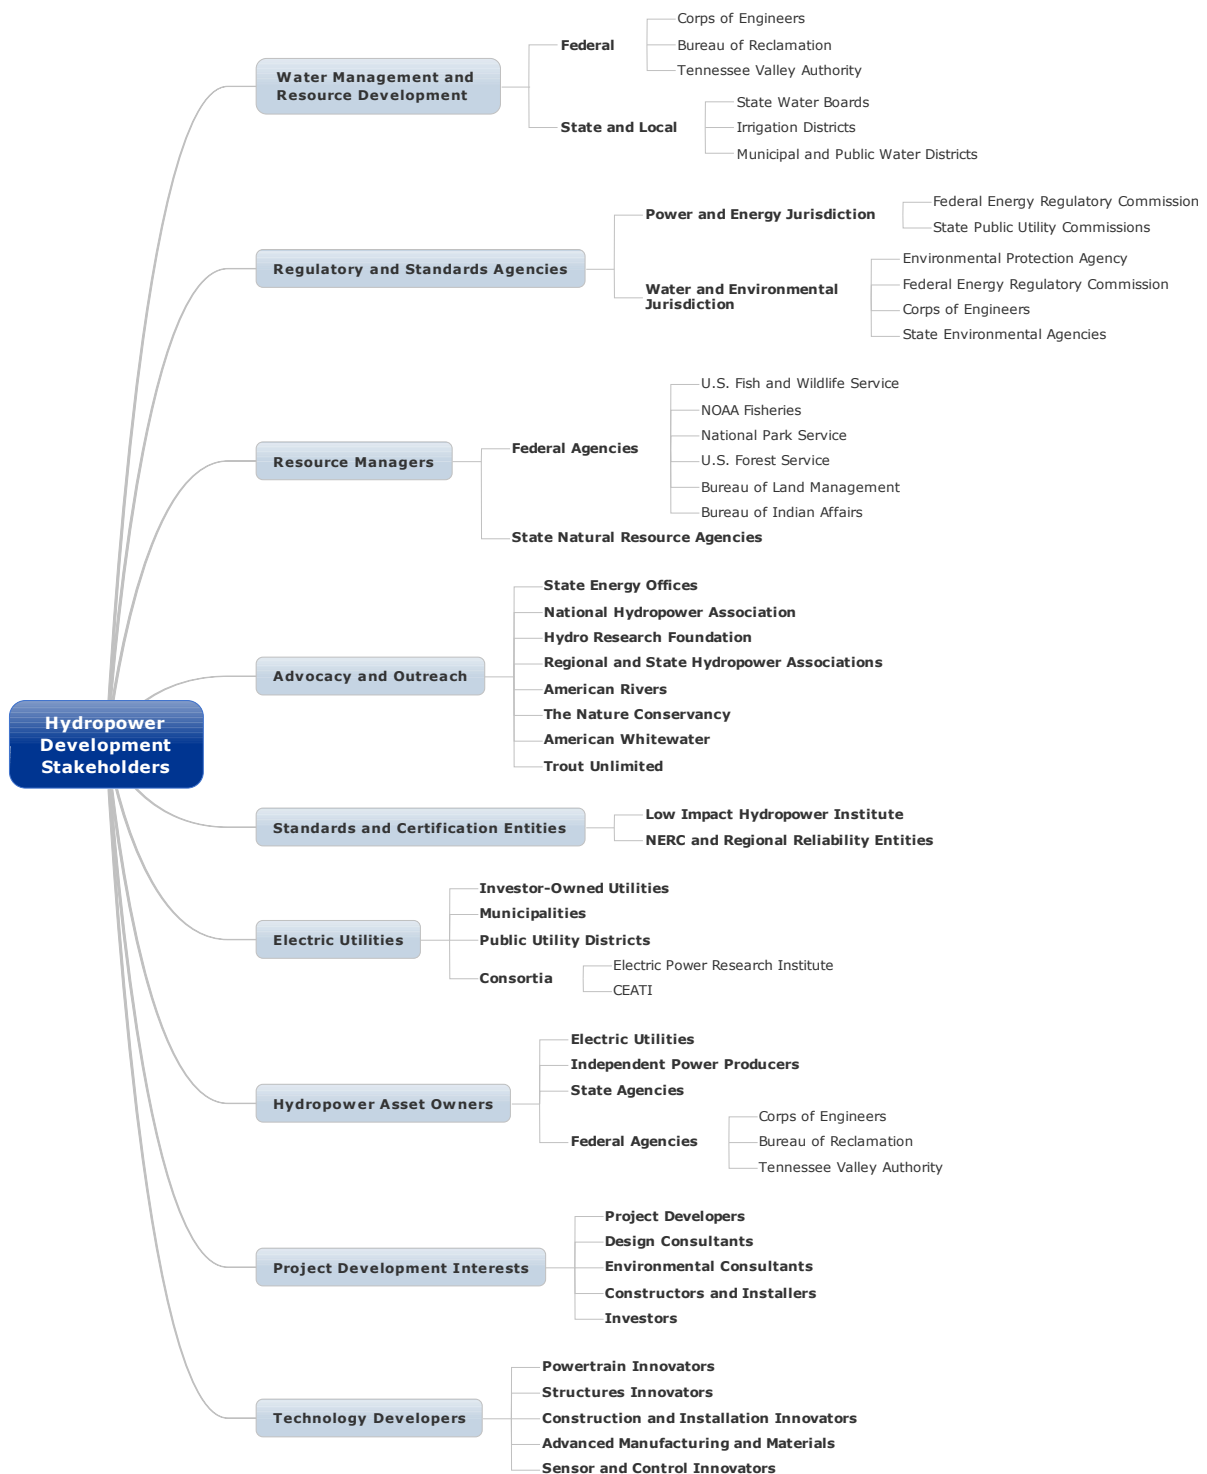 Hydropower
Development
Stakeholders
Water Management and
Resource Development
Federal
Corps of Engineers
Bureau of Reclamation
Tennessee Valley Authority
State and Local
State Water Boards
Irrigation Districts
Municipal and Public Water Districts
Regulatory and Standards Agencies
Power and Energy Jurisdiction
Federal Energy Regulatory Commission
State Public Utility Commissions
Water and Environmental
Jurisdiction
Environmental Protection Agency
Federal Energy Regulatory Commission
Corps of Engineers
State Environmental Agencies
Resource Managers
Federal Agencies
U.S. Fish and Wildlife Service
NOAA Fisheries
National Park Service
U.S. Forest Service
Bureau of Land Management
Bureau of Indian Affairs
State Natural Resource Agencies
Advocacy and Outreach
State Energy Offices
National Hydropower Association
Hydro Research Foundation
Regional and State Hydropower Associations
American Rivers
The Nature Conservancy
American Whitewater
Trout Unlimited
Standards and Certification Entities
Low Impact Hydropower Institute
NERC and Regional Reliability Entities
Electric Utilities
Investor-Owned Utilities
Municipalities
Public Utility Districts
Consortia
Electric Power Research Institute
CEATI
Hydropower Asset Owners
Electric Utilities
Independent Power Producers
State Agencies
Federal Agencies
Corps of Engineers
Bureau of Reclamation
Tennessee Valley Authority
Project Development Interests
Project Developers
Design Consultants
Environmental Consultants
Constructors and Installers
Investors
Technology Developers
Powertrain Innovators
Structures Innovators
Construction and Installation Innovators
Advanced Manufacturing and Materials
Sensor and Control Innovators